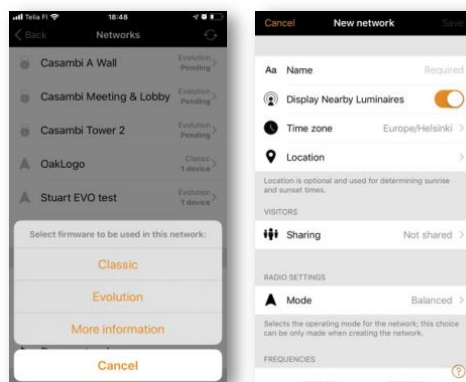 Telia FI
18:48
Back
Networks
Casambi A Wall
Evolution
Pending
Casambi Meeting & Lobby
Evolution
Pending
Casambi Tower 2
Evolution
Pending
OakLogo
Classic
1 device
Stuart EVO test
Evolution
1 device
Select firmware to be used in this network:
Classic
Evolution
More information
Cancel
Cancel
New network
Save
Aa
Name
Required
Display Nearby Luminaires
Time zone
Europe/Helsinki
Location
Location is optional and used for determining sunrise
and sunset times.
VISITORS
Sharing
Not shared
RADIO SETTINGS
Mode
Balanced
Selects the operating mode for the network; this choice
can be only made when creating the network.
FREQUENCIES
?